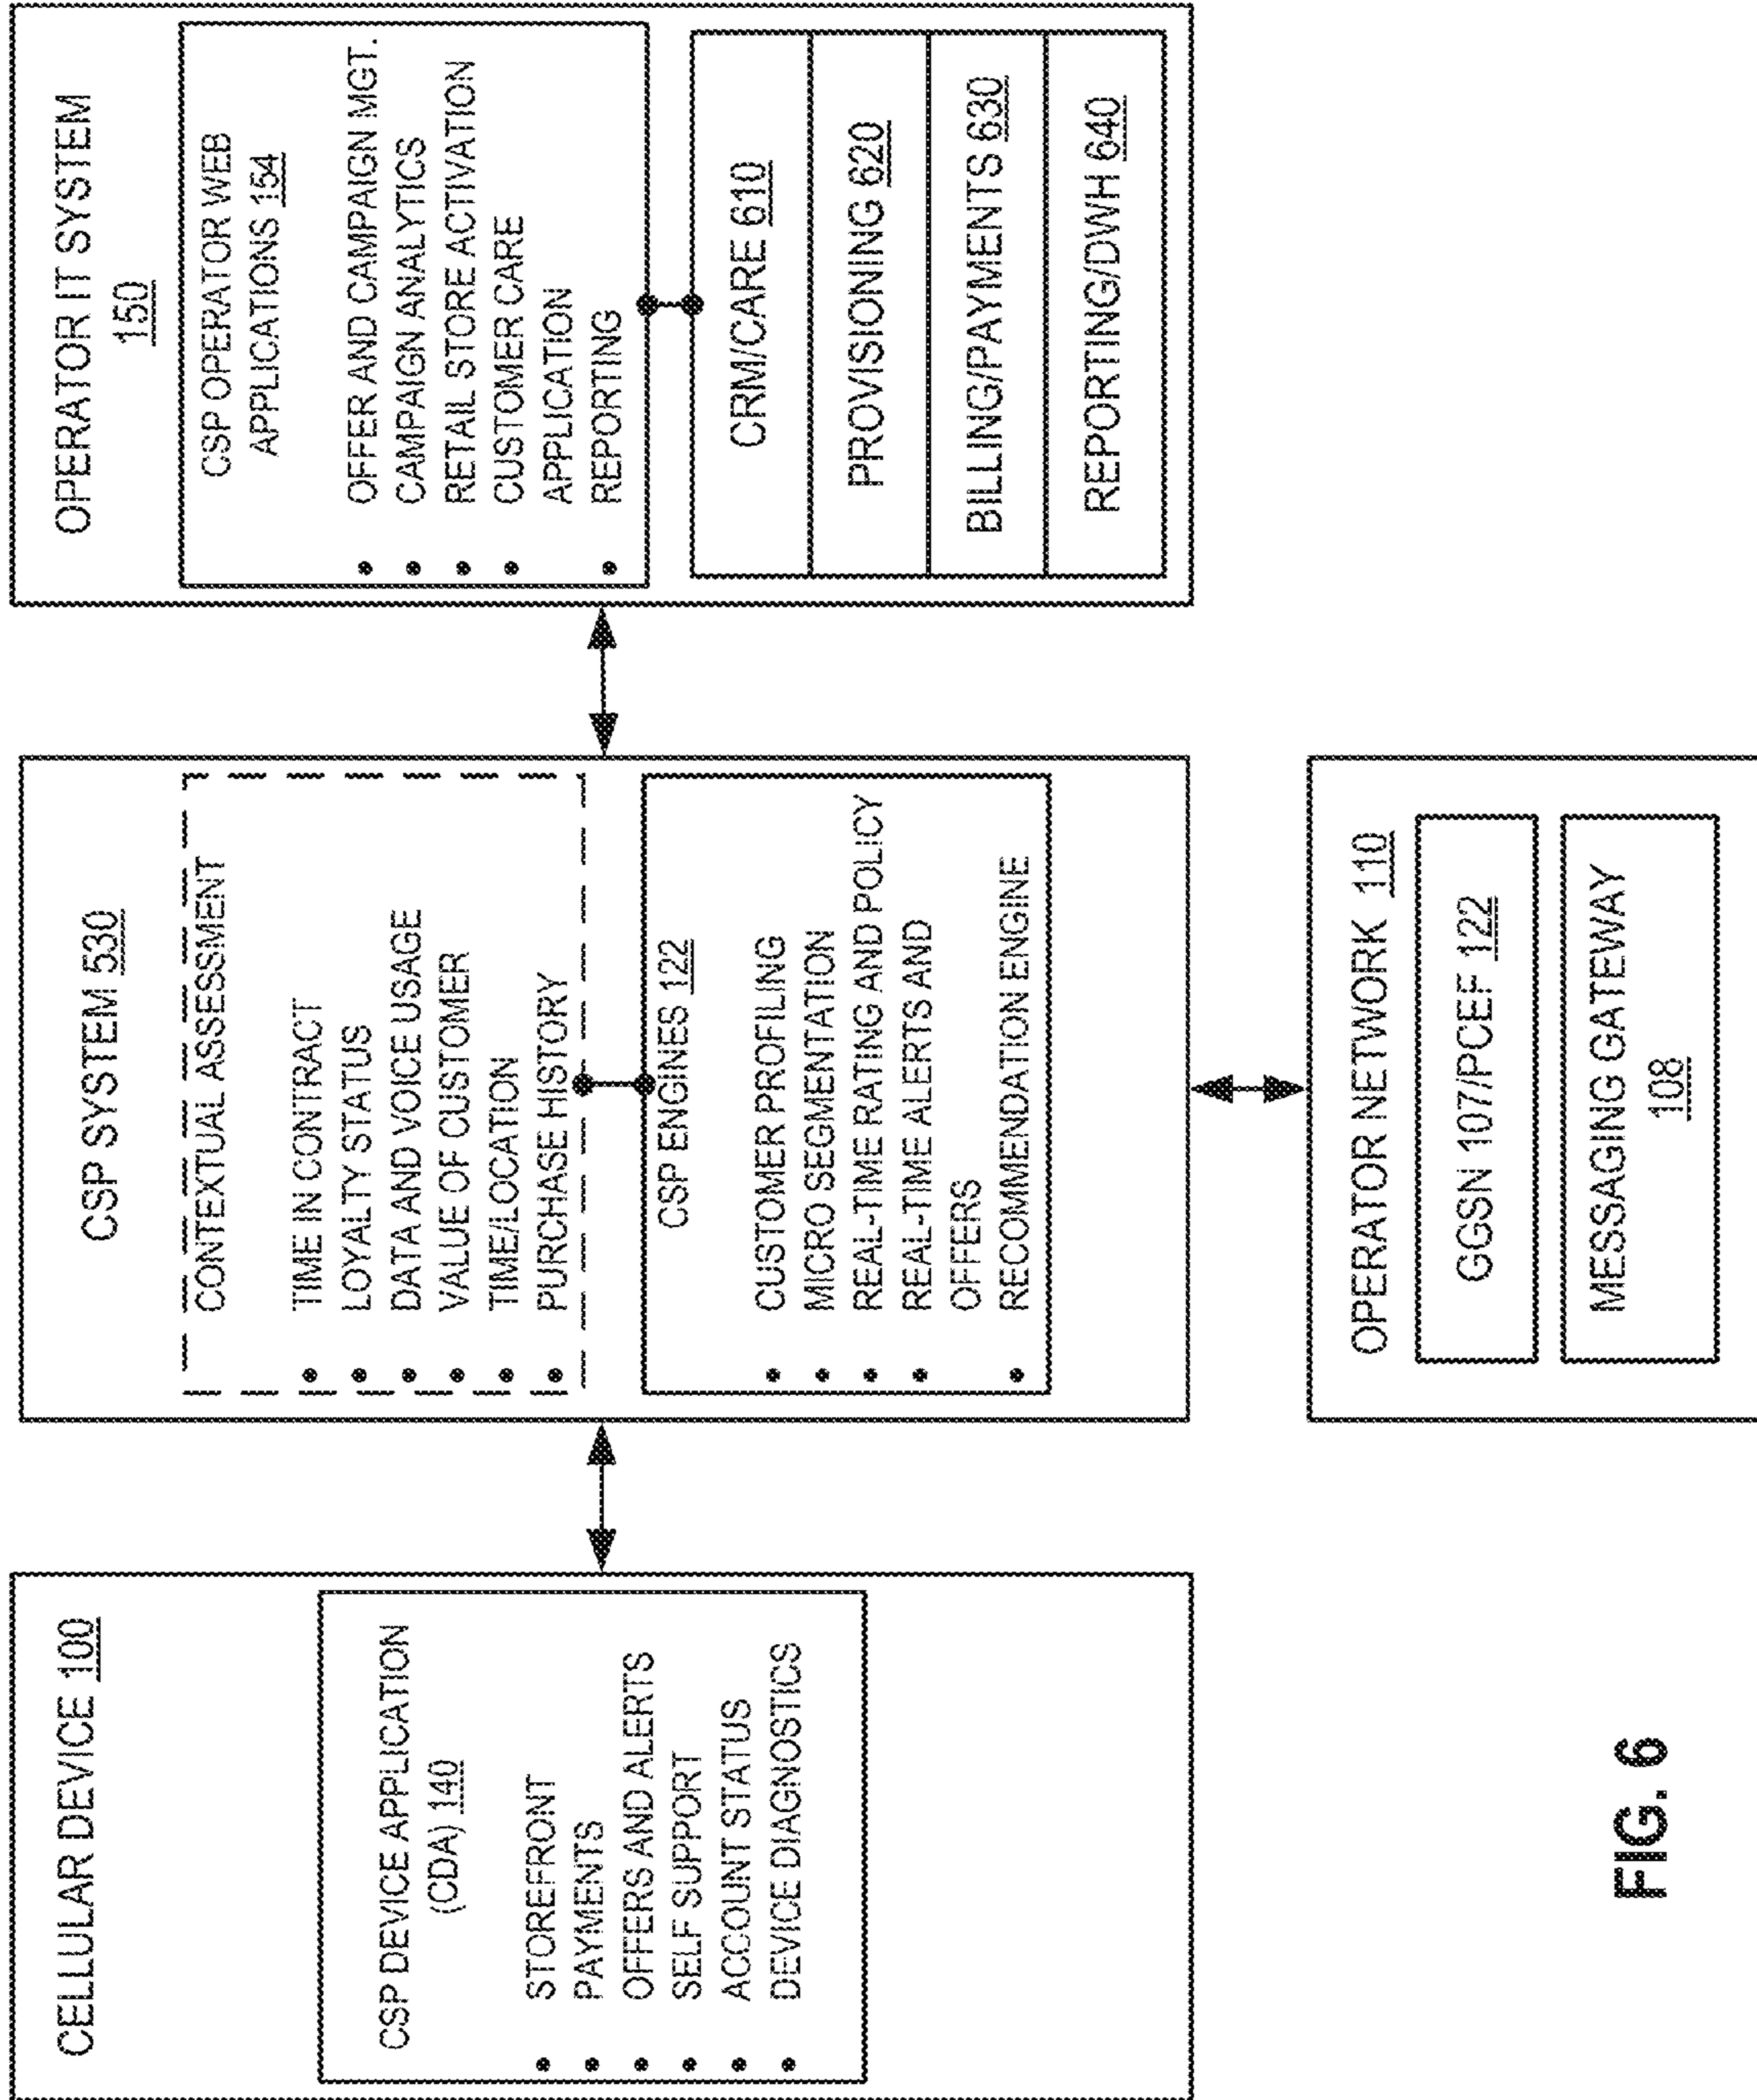 CELLULAR DEVICE 100
CSP DEVICE APPLICATION
(CDA) 140
• STOREFRONT
• PAYMENTS
• OFFERS AND ALERTS
• SELF SUPPORT
• ACCOUNT STATUS
• DEVICE DIAGNOSTICS
CSP SYSTEM 530
CONTEXTUAL ASSESSMENT
• TIME IN CONTRACT
• LOYALTY STATUS
• DATA AND VOICE USAGE
• VALUE OF CUSTOMER
• TIME/LOCATION
• PURCHASE HISTORY
CSP ENGINES 122
• CUSTOMER PROFILING
• MICRO SEGMENTATION
• REAL-TIME RATING AND POLICY
• REAL-TIME ALERTS AND
OFFERS
• RECOMMENDATION ENGINE
OPERATOR IT SYSTEM
150
CSP OPERATOR WEB
APPLICATIONS 154
• OFFER AND CAMPAIGN MGT.
• CAMPAIGN ANALYTICS
• RETAIL STORE ACTIVATION
• CUSTOMER CARE
APPLICATION
• REPORTING
CRM/CARE 610
PROVISIONING 620
BILLING/PAYMENTS 630
REPORTING/DWH 640
OPERATOR NETWORK 110
GGSN 107/PCEF 122
MESSAGING GATEWAY
108
FIG. 6